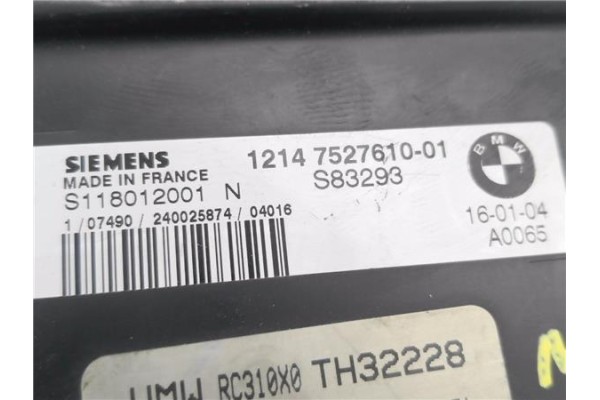 SIEMENS
MADE IN FRANCE
S118012001 N
1 / 07490 / 240025874 / 04016
1214 7527610-01
S83293
BMW
16-01-04
A0065
RC310X0 TH32228